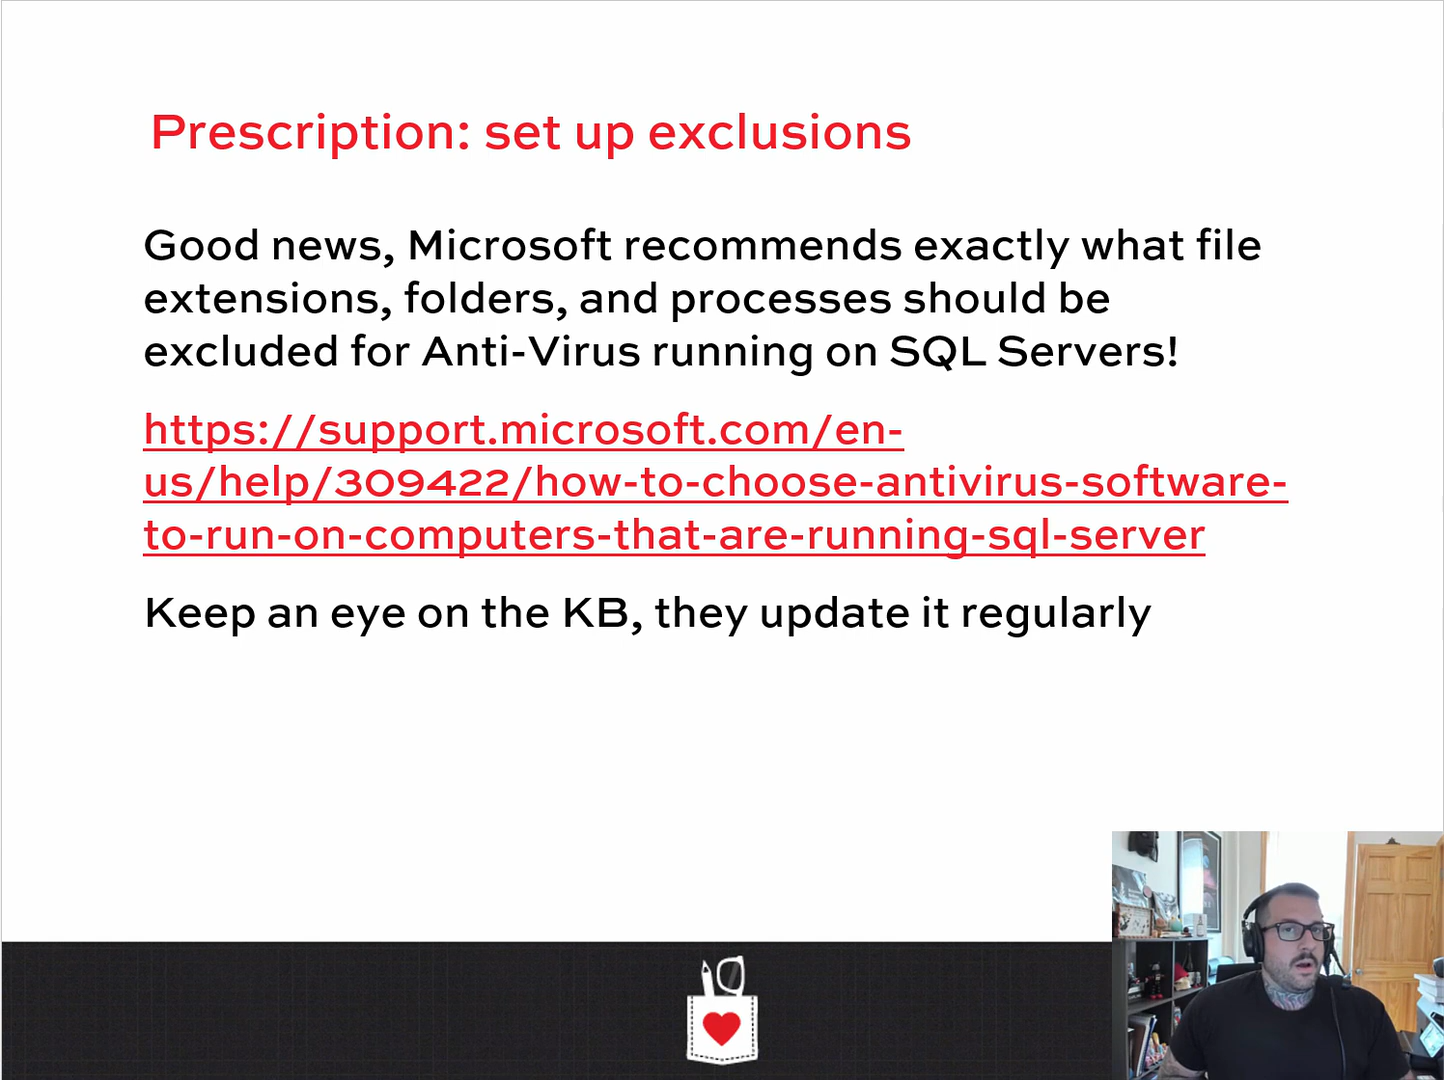 Prescription: set up exclusions
Good news, Microsoft recommends exactly what file
extensions, folders, and processes should be
excluded for Anti-Virus running on SQL Servers!
https://support.microsoft.com/en-
us/help/309422/how-to-choose-antivirus-software-
to-run-on-computers-that-are-running-sql-server
Keep an eye on the KB, they update it regularly